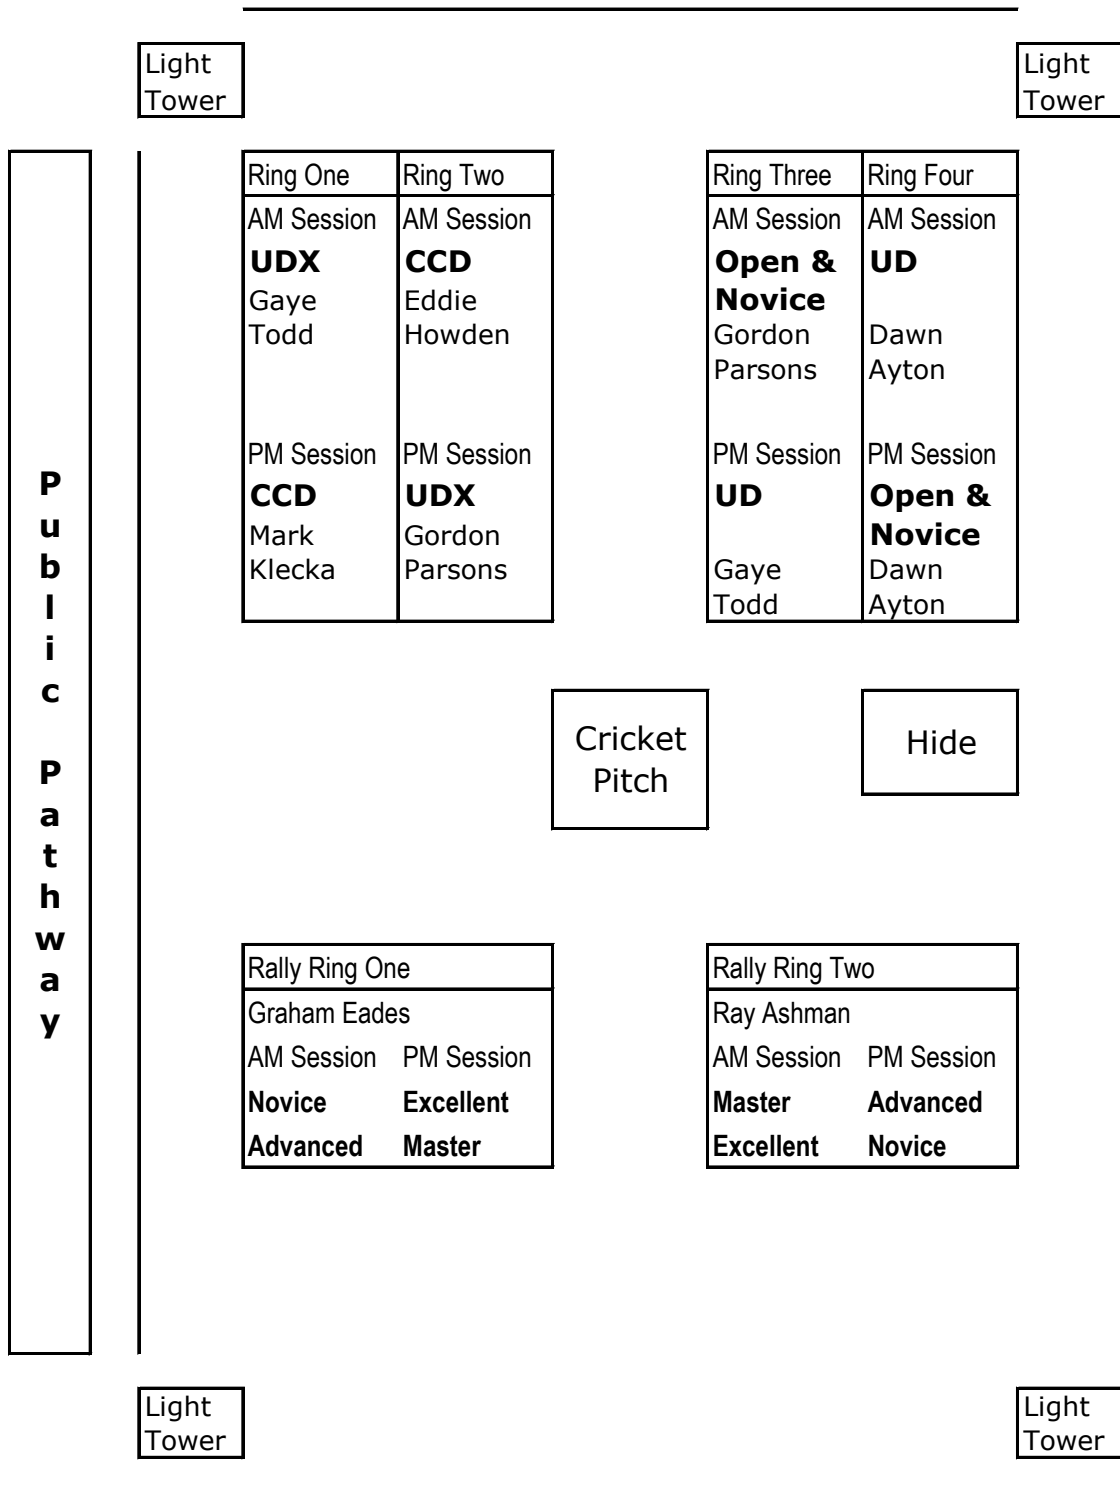 Light
Tower
Light
Tower
Public Pathway
Ring One
AM Session
UDX
Gaye
Todd
PM Session
CCD
Mark
Klecka
Ring Two
AM Session
CCD
Eddie
Howden
PM Session
UDX
Gordon
Parsons
Ring Three
AM Session
Open &
Novice
Gordon
Parsons
PM Session
UD
Gaye
Todd
Ring Four
AM Session
UD
Dawn
Ayton
PM Session
Open &
Novice
Dawn
Ayton
Cricket
Pitch
Hide
Rally Ring One
Graham Eades
AM Session PM Session
Novice Excellent
Advanced Master
Rally Ring Two
Ray Ashman
AM Session PM Session
Master Advanced
Excellent Novice
Light
Tower
Light
Tower